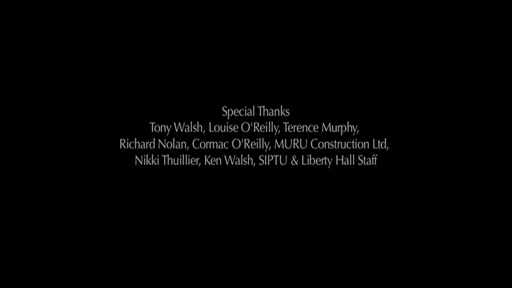 Special Thanks
Tony Walsh, Louise O'Reilly, Terence Murphy,
Richard Nolan, Cormac O'Reilly, MURU Construction Ltd,
Nikki Thuillier, Ken Walsh, SIPTU & Liberty Hall Staff